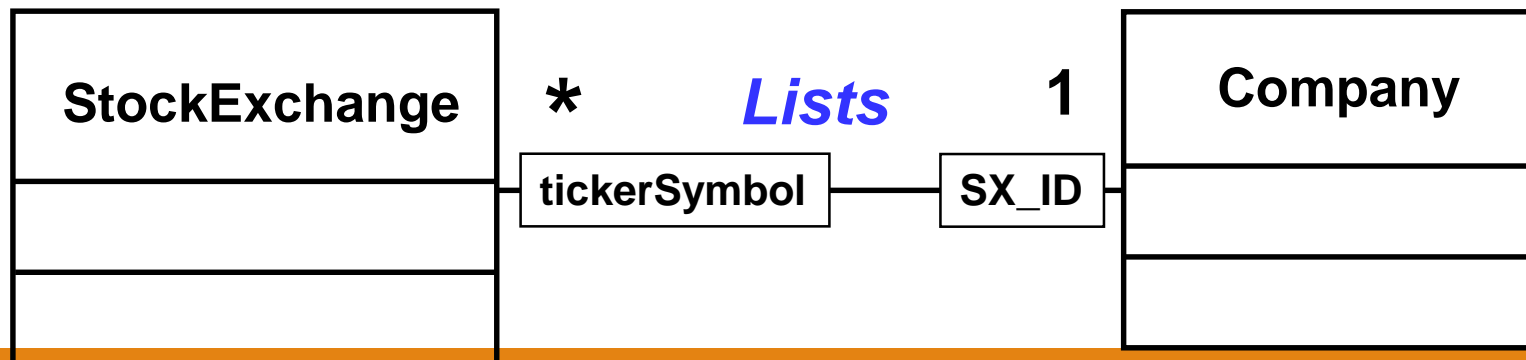 StockExchange
* Lists 1
Company
tickerSymbol
SX_ID